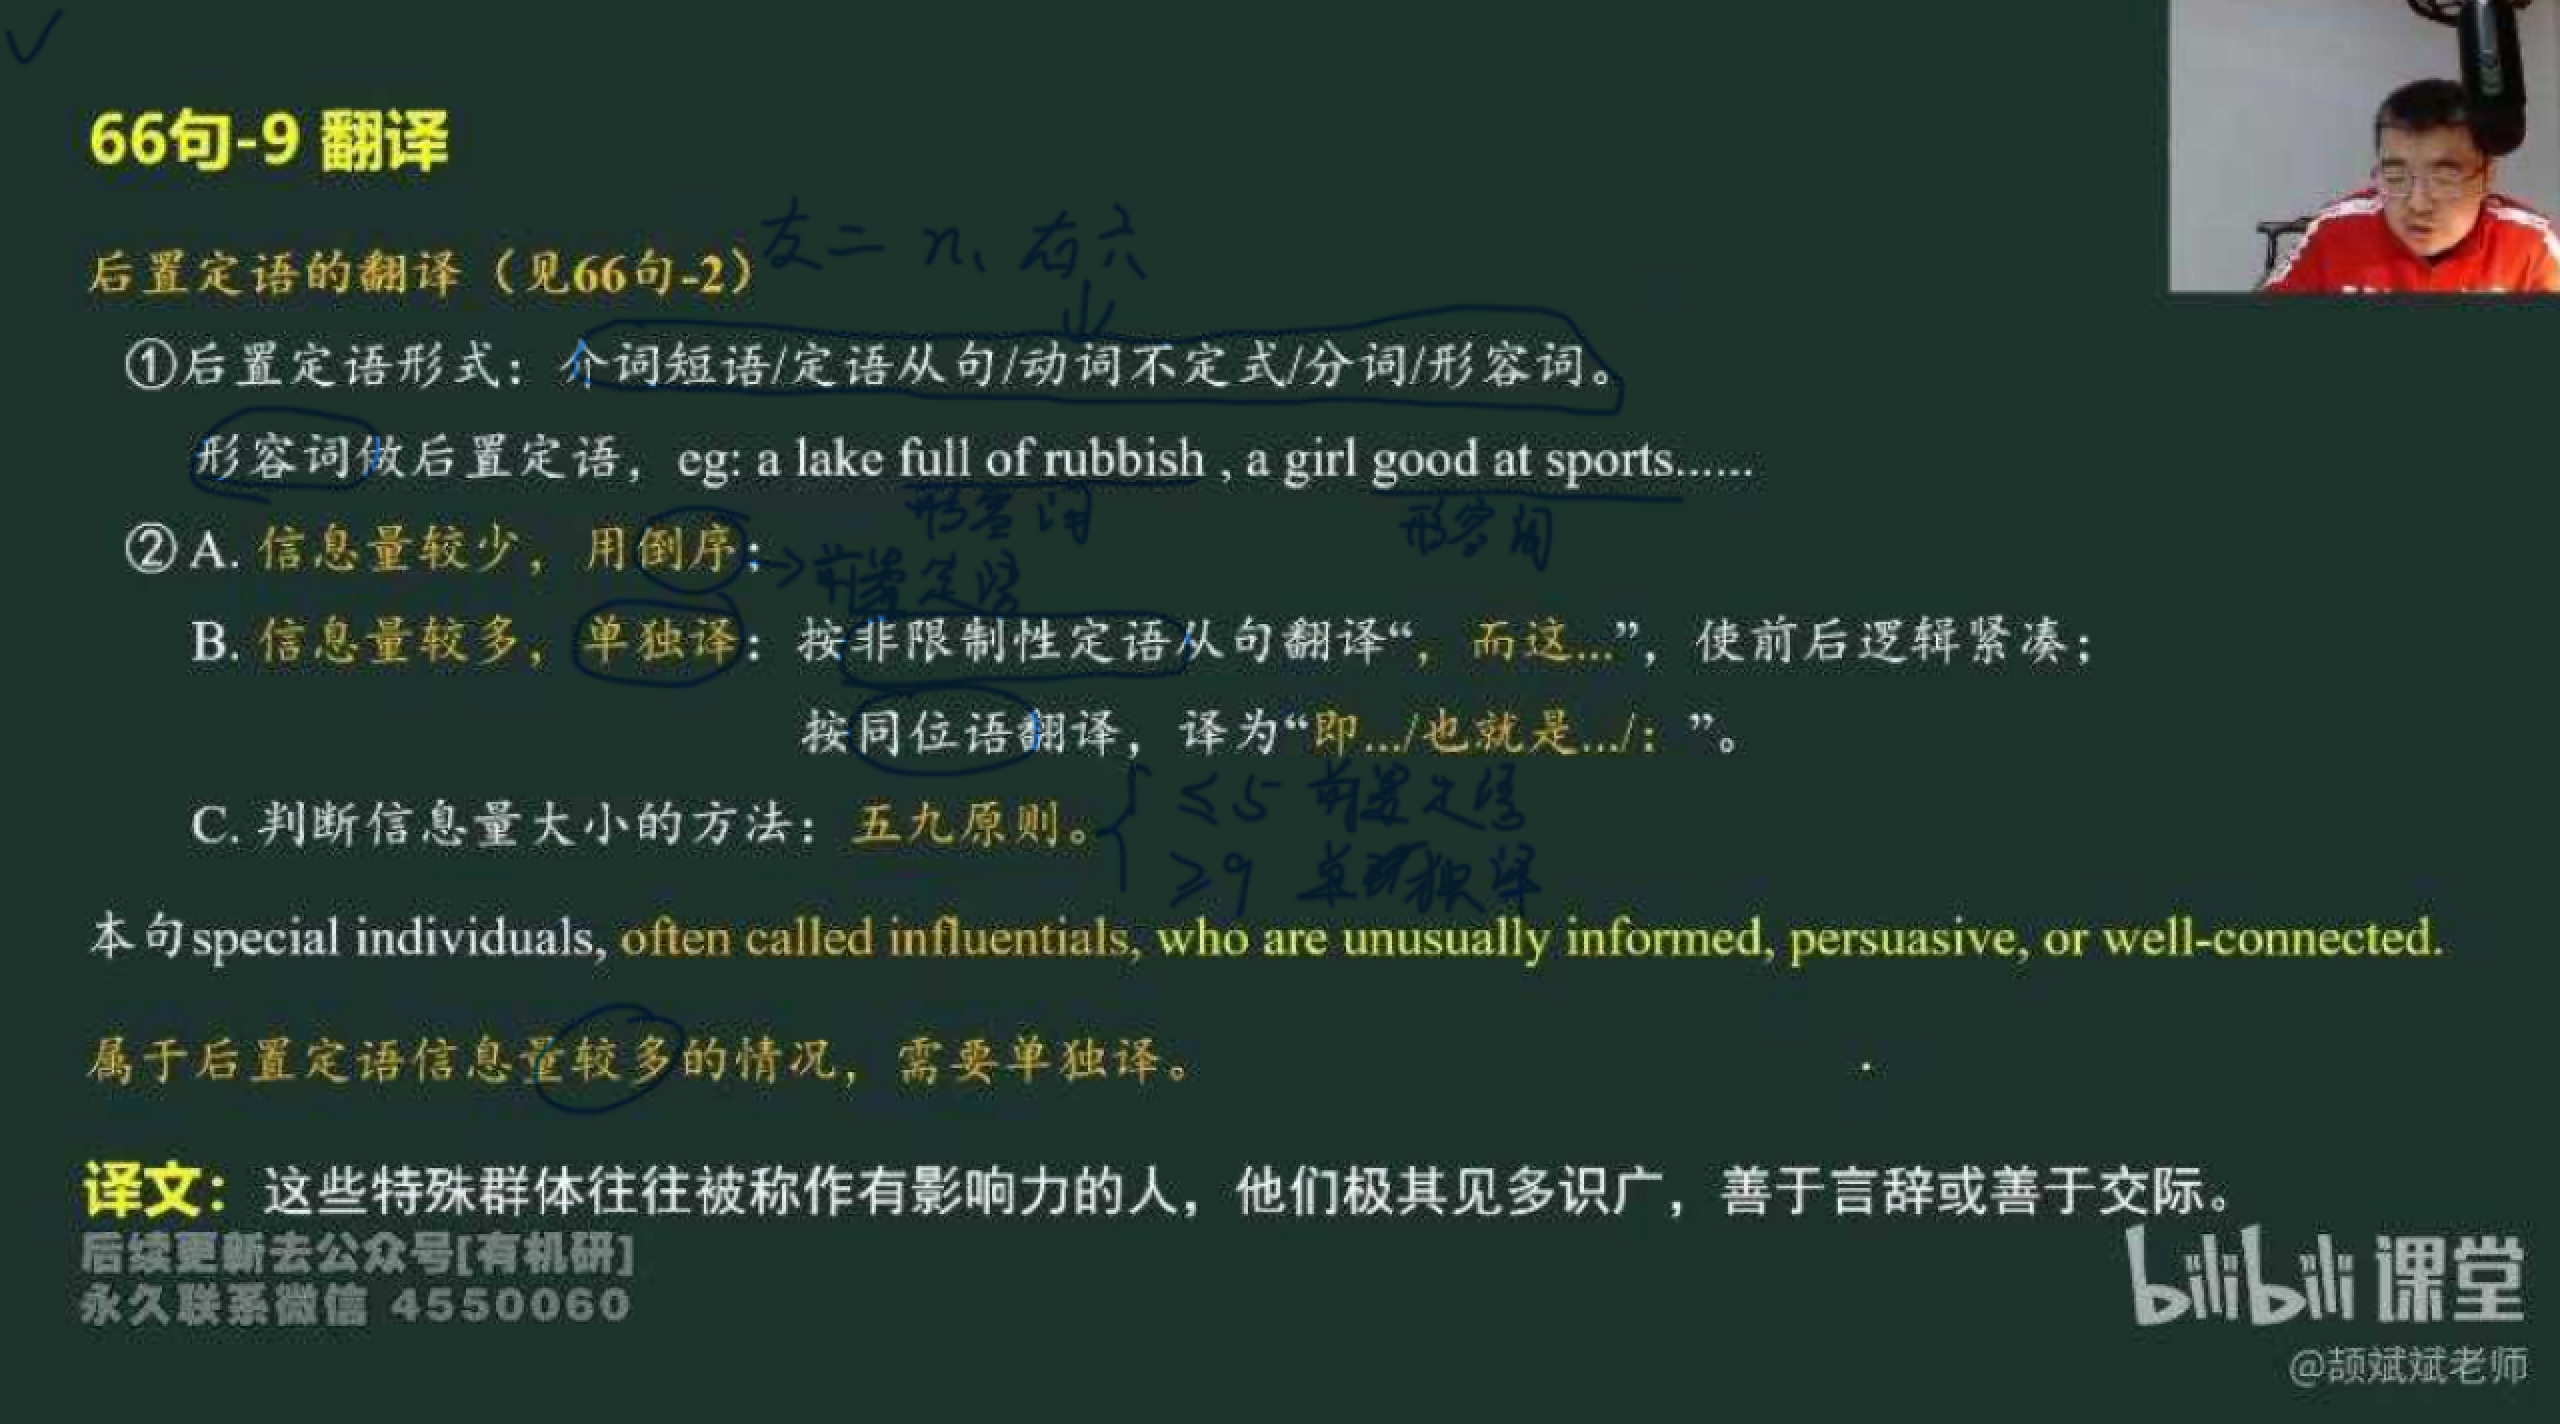 66句-9 翻译
左二 n、右六
后置定语的翻译（见66句-2）
①后置定语形式：介词短语/定语从句/动词不定式/分词/形容词。
形容词做后置定语，eg: a lake full of rubbish , a girl good at sports......
形容词 形容词
②A. 信息量较少，用倒序；→前置定语
B. 信息量较多，单独译：按非限制性定语从句翻译“，而这...”，使前后逻辑紧凑；
按同位语翻译，译为“即.../也就是.../：”。
≤5 前置定语
C. 判断信息量大小的方法：五九原则。
≥9 单独译
本句special individuals, often called influentials, who are unusually informed, persuasive, or well-connected.
属于后置定语信息量较多的情况，需要单独译。
译文：这些特殊群体往往被称作有影响力的人，他们极其见多识广，善于言辞或善于交际。
后续更新去公众号[有机研]
永久联系微信 4550060
bilibili 课堂
@颉斌斌老师